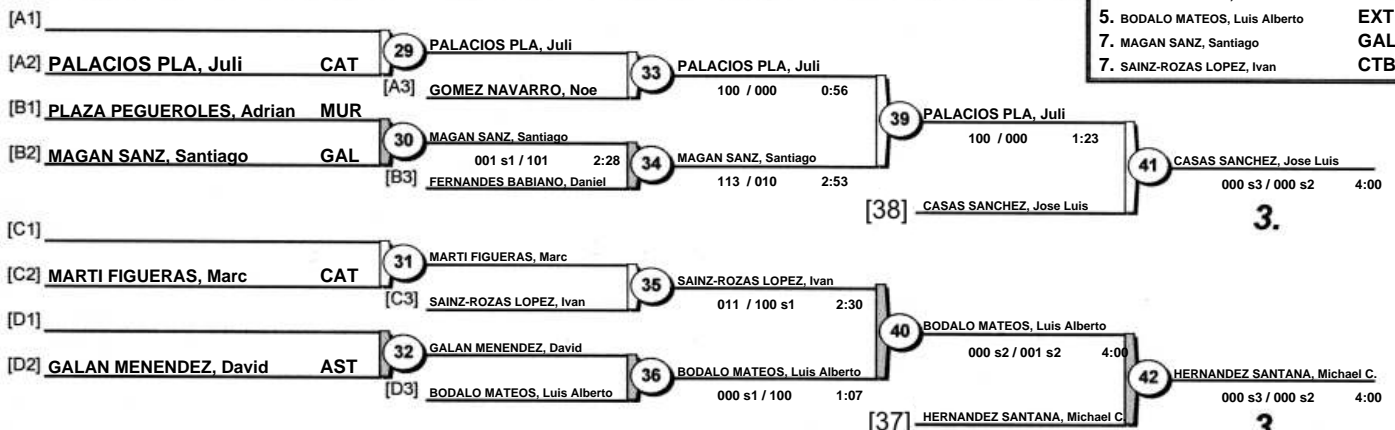 [A1]
5. BODALO MATEOS, Luis Alberto EXT
29 PALACIOS PLA, Juli
7. MAGAN SANZ, Santiago GAL
[A2] PALACIOS PLA, Juli CAT
33 PALACIOS PLA, Juli
7. SAINZ-ROZAS LOPEZ, Ivan CTB
[A3] GOMEZ NAVARRO, Noe
100 / 000 0:56
[B1] PLAZA PEGUEROLES, Adrian MUR
39 PALACIOS PLA, Juli
30 MAGAN SANZ, Santiago
100 / 000 1:23
[B2] MAGAN SANZ, Santiago GAL
001 s1 / 101 2:28
34 MAGAN SANZ, Santiago
41 CASAS SANCHEZ, Jose Luis
[B3] FERNANDES BABIANO, Daniel
113 / 010 2:53
000 s3 / 000 s2 4:00
[38] CASAS SANCHEZ, Jose Luis
3.
[C1]
31 MARTI FIGUERAS, Marc
[C2] MARTI FIGUERAS, Marc CAT
35 SAINZ-ROZAS LOPEZ, Ivan
[C3] SAINZ-ROZAS LOPEZ, Ivan
011 / 100 s1 2:30
[D1]
40 BODALO MATEOS, Luis Alberto
32 GALAN MENENDEZ, David
000 s2 / 001 s2 4:00
[D2] GALAN MENENDEZ, David AST
36 BODALO MATEOS, Luis Alberto
42 HERNANDEZ SANTANA, Michael C.
[D3] BODALO MATEOS, Luis Alberto
000 s1 / 100 1:07
000 s3 / 000 s2 4:00
[37] HERNANDEZ SANTANA, Michael C
3